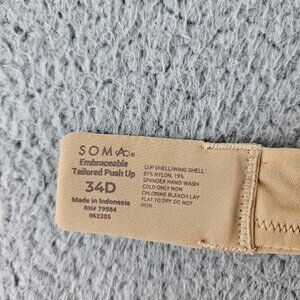 SOMA
Embraceable
Tailored Push Up
34D
Made in Indonesia
RN# 79984
062205
CUP SHELL/WING SHELL
81% NYLON, 19%
SPANDEX HAND WASH
COLD ONLY NON
CHLORINE BLEACH LAY
FLAT TO DRY DO NOT
IRON